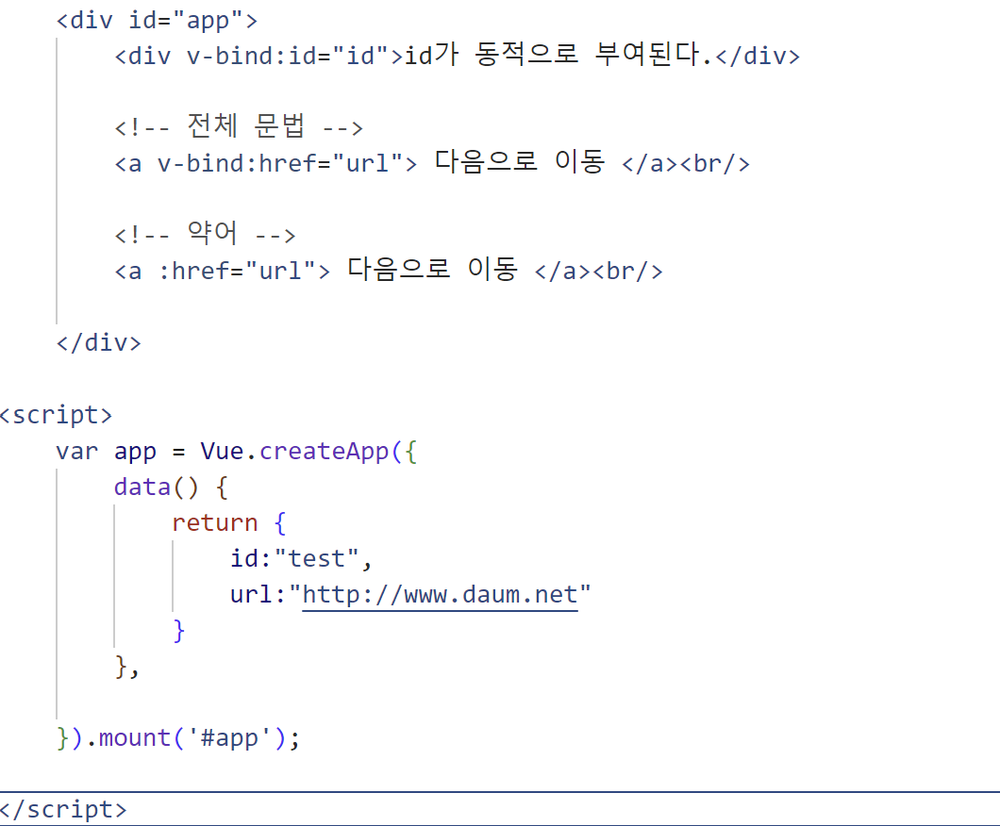 <div id="app">
<div v-bind:id="id">id가 동적으로 부여된다.</div>
<!-- 전체 문법 -->
<a v-bind:href="url"> 다음으로 이동 </a><br/>
<!-- 약어 -->
<a :href="url"> 다음으로 이동 </a><br/>
</div>
<script>
var app = Vue.createApp({
data() {
return {
id:"test",
url:"http://www.daum.net"
}
},
}).mount('#app');
</script>